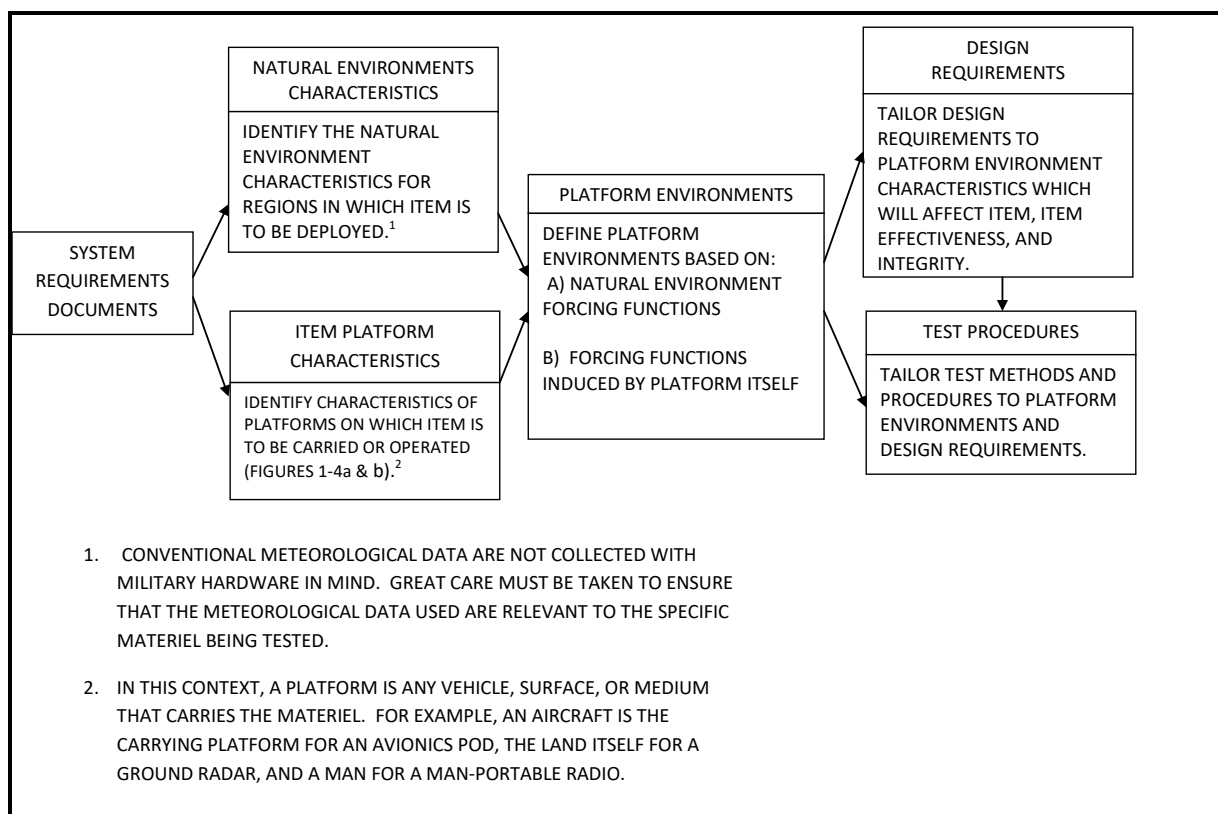 SYSTEM
REQUIREMENTS
DOCUMENTS
NATURAL ENVIRONMENTS
CHARACTERISTICS
IDENTIFY THE NATURAL
ENVIRONMENT
CHARACTERISTICS FOR
REGIONS IN WHICH ITEM IS
TO BE DEPLOYED.1
ITEM PLATFORM
CHARACTERISTICS
IDENTIFY CHARACTERISTICS OF
PLATFORMS ON WHICH ITEM IS
TO BE CARRIED OR OPERATED
(FIGURES 1-4a & b).2
PLATFORM ENVIRONMENTS
DEFINE PLATFORM
ENVIRONMENTS BASED ON:
A) NATURAL ENVIRONMENT
FORCING FUNCTIONS
B) FORCING FUNCTIONS
INDUCED BY PLATFORM ITSELF
DESIGN
REQUIREMENTS
TAILOR DESIGN
REQUIREMENTS TO
PLATFORM ENVIRONMENT
CHARACTERISTICS WHICH
WILL AFFECT ITEM, ITEM
EFFECTIVENESS, AND
INTEGRITY.
TEST PROCEDURES
TAILOR TEST METHODS AND
PROCEDURES TO PLATFORM
ENVIRONMENTS AND
DESIGN REQUIREMENTS.
1. CONVENTIONAL METEOROLOGICAL DATA ARE NOT COLLECTED WITH
MILITARY HARDWARE IN MIND. GREAT CARE MUST BE TAKEN TO ENSURE
THAT THE METEOROLOGICAL DATA USED ARE RELEVANT TO THE SPECIFIC
MATERIEL BEING TESTED.
2. IN THIS CONTEXT, A PLATFORM IS ANY VEHICLE, SURFACE, OR MEDIUM
THAT CARRIES THE MATERIEL. FOR EXAMPLE, AN AIRCRAFT IS THE
CARRYING PLATFORM FOR AN AVIONICS POD, THE LAND ITSELF FOR A
GROUND RADAR, AND A MAN FOR A MAN-PORTABLE RADIO.